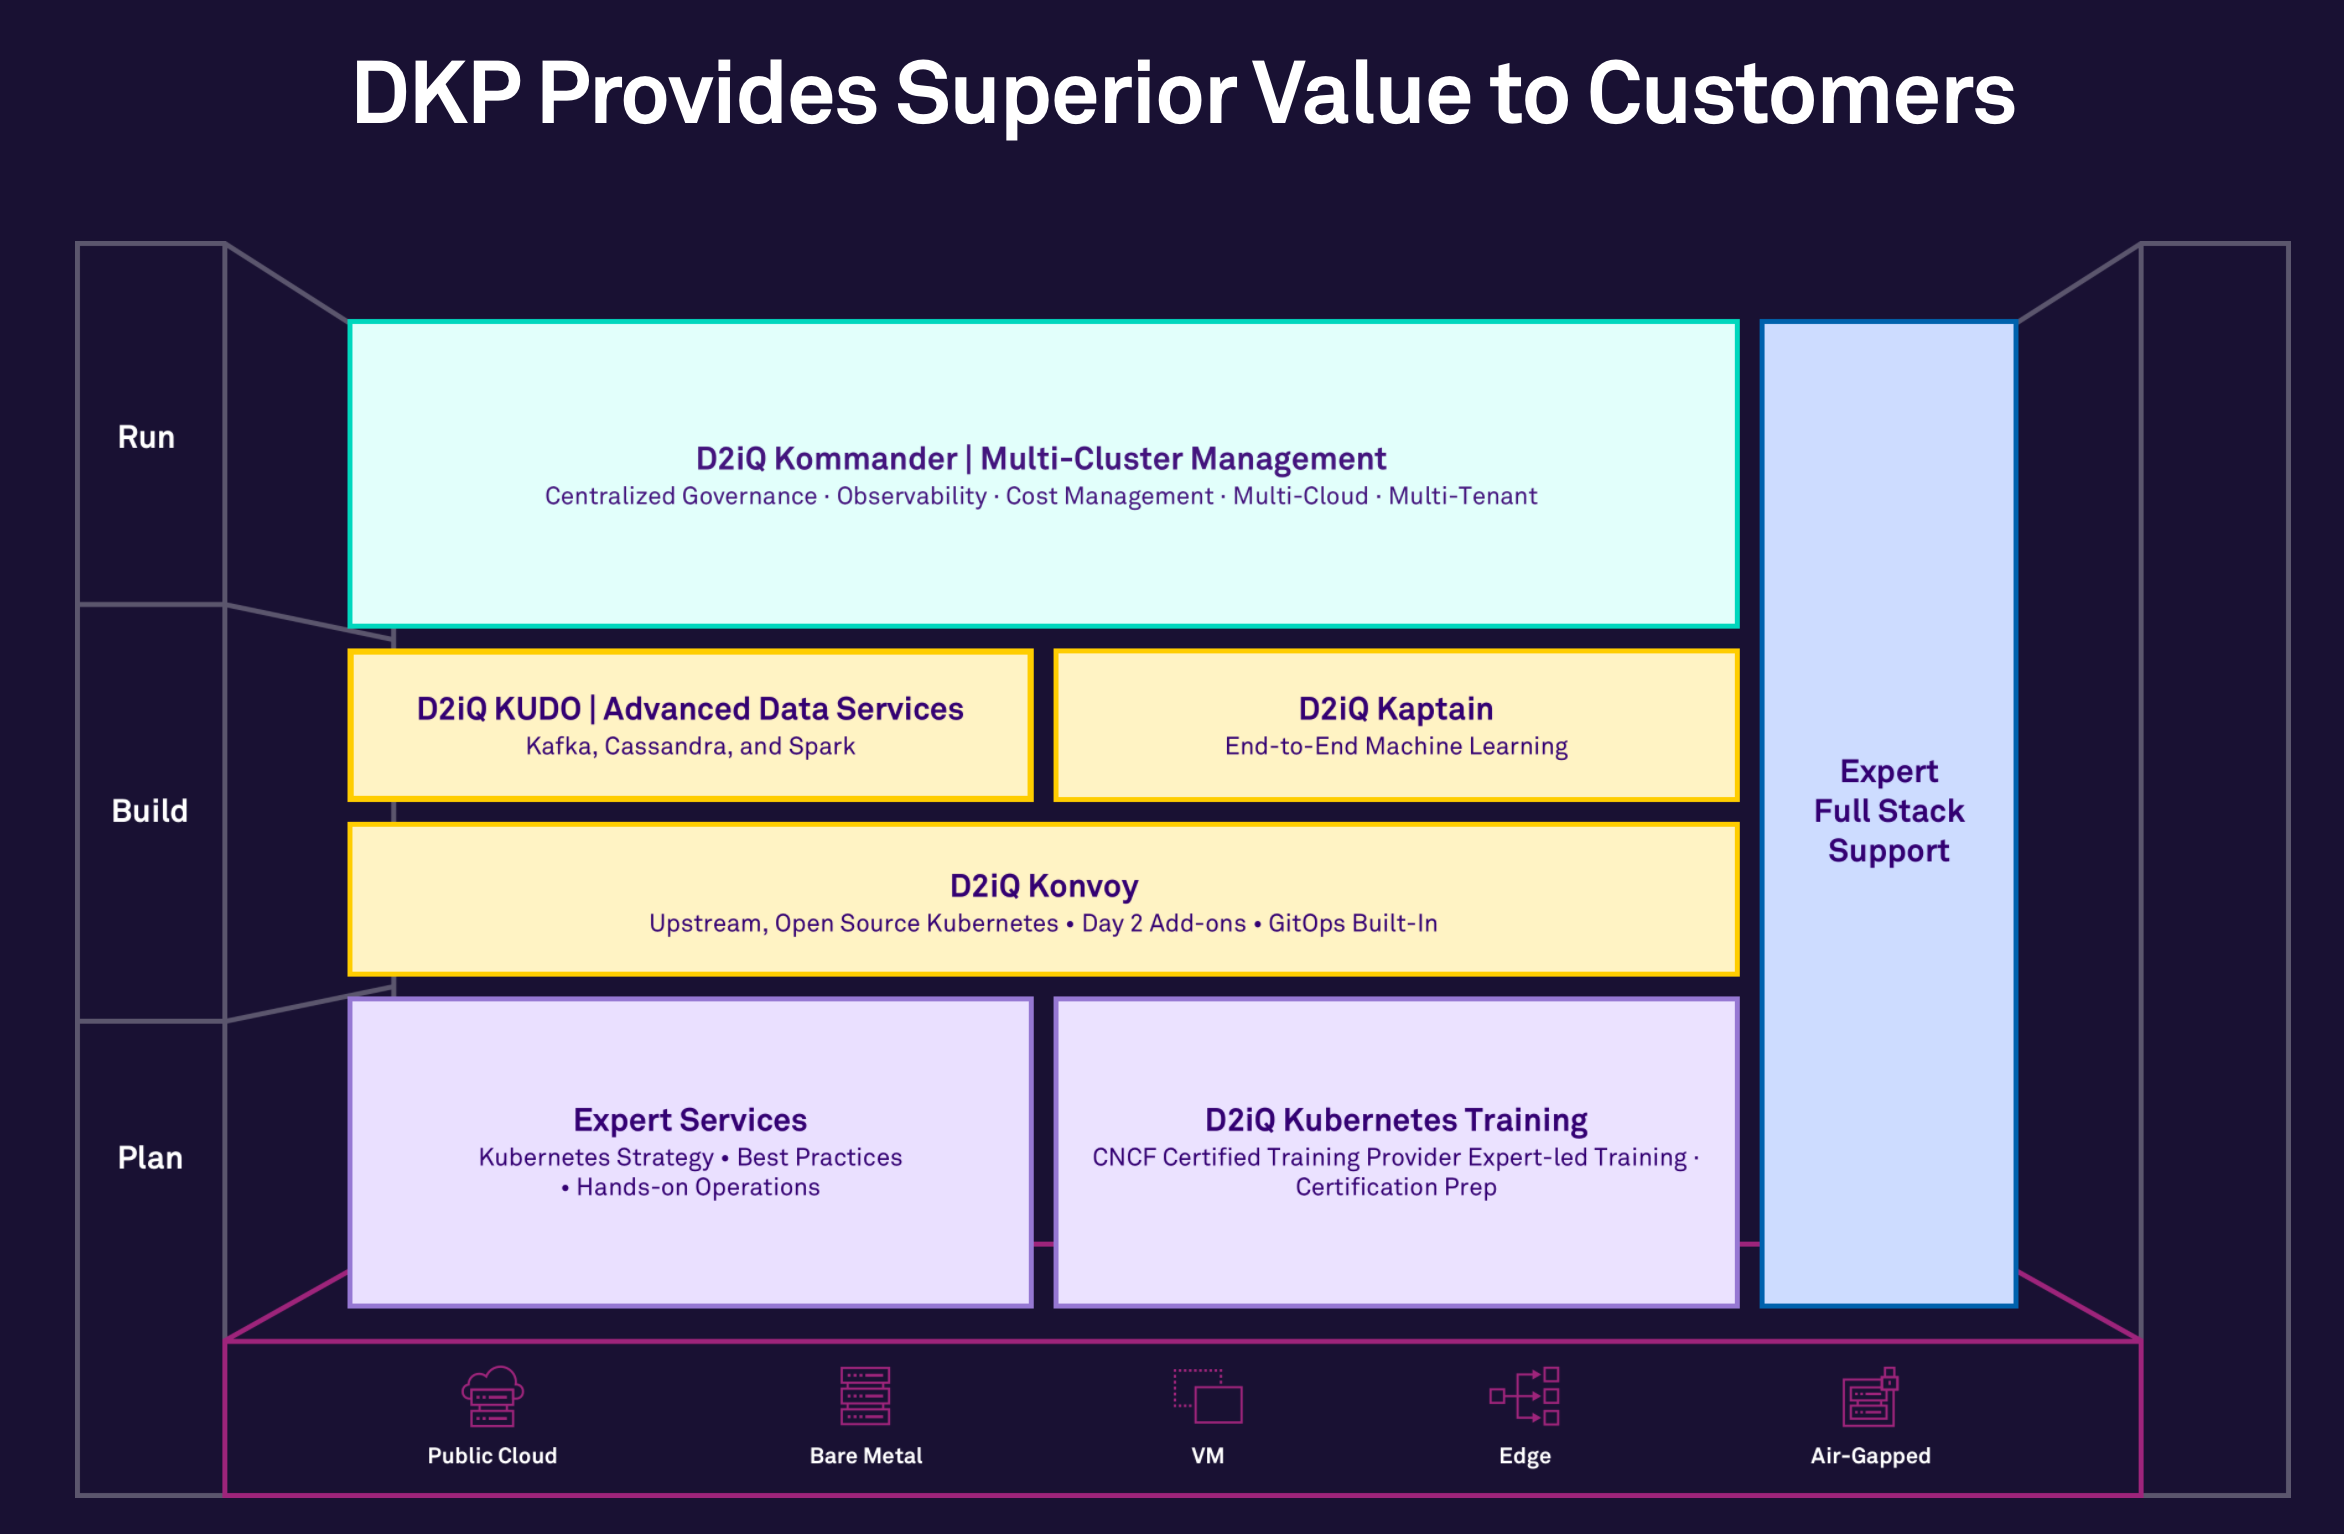 DKP Provides Superior Value to Customers
Run
D2iQ Kommander | Multi-Cluster Management
Centralized Governance · Observability · Cost Management · Multi-Cloud · Multi-Tenant
Build
D2iQ KUDO | Advanced Data Services
Kafka, Cassandra, and Spark
D2iQ Kaptain
End-to-End Machine Learning
D2iQ Konvoy
Upstream, Open Source Kubernetes • Day 2 Add-ons • GitOps Built-In
Expert
Full Stack
Support
Plan
Expert Services
Kubernetes Strategy • Best Practices
• Hands-on Operations
D2iQ Kubernetes Training
CNCF Certified Training Provider Expert-led Training ·
Certification Prep
Public Cloud
Bare Metal
VM
Edge
Air-Gapped